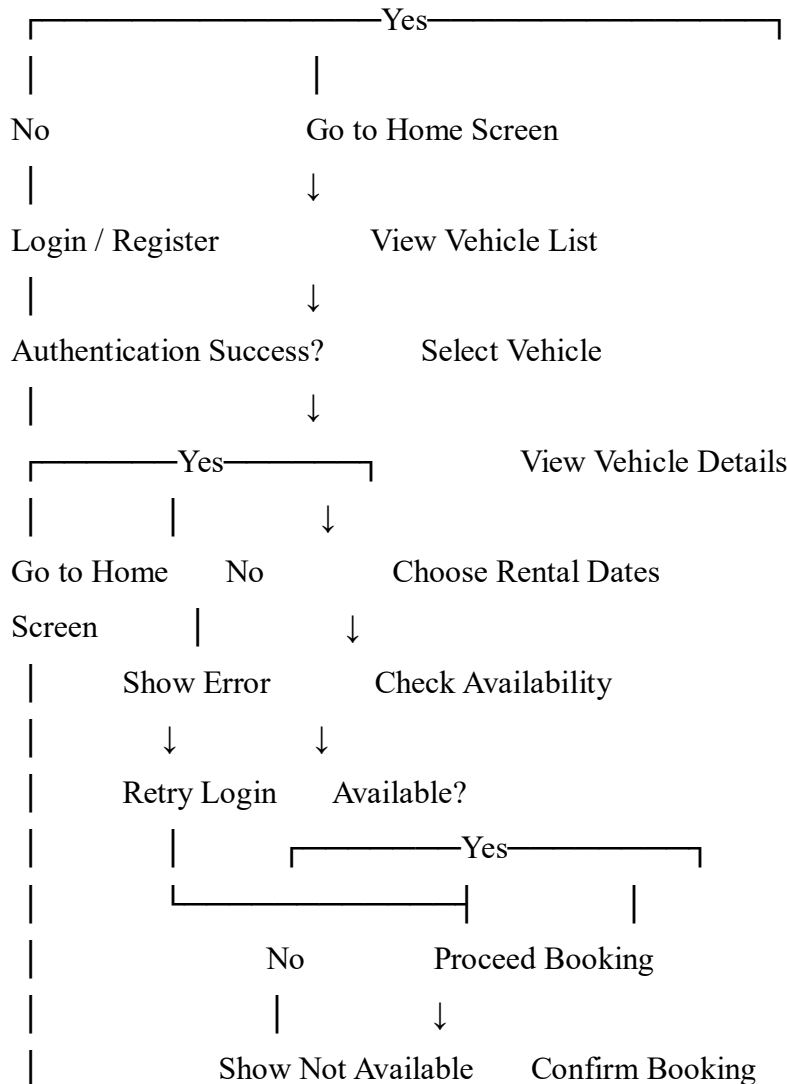 ┌───────────────Yes───────────────┐
│ │
No Go to Home Screen
│ ↓
Login / Register View Vehicle List
│ ↓
Authentication Success? Select Vehicle
│ ↓
┌──────Yes──────┐ View Vehicle Details
│ │ ↓
Go to Home No Choose Rental Dates
Screen │ ↓
│ Show Error Check Availability
│ ↓ ↓
│ Retry Login Available?
│ │ ┌───────Yes────────┐
│ └────────────┤ │
│ No Proceed Booking
│ │ ↓
│ Show Not Available Confirm Booking